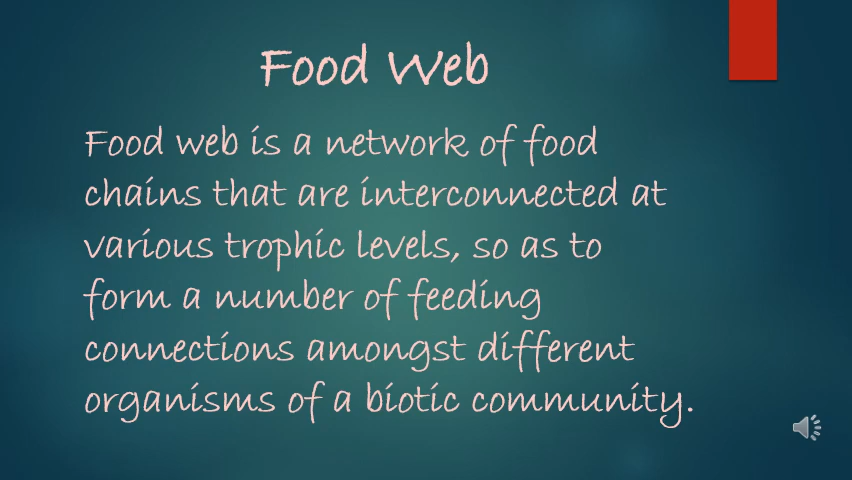 Food Web
Food web is a network of food
chains that are interconnected at
various trophic levels, so as to
form a number of feeding
connections amongst different
organisms of a biotic community.